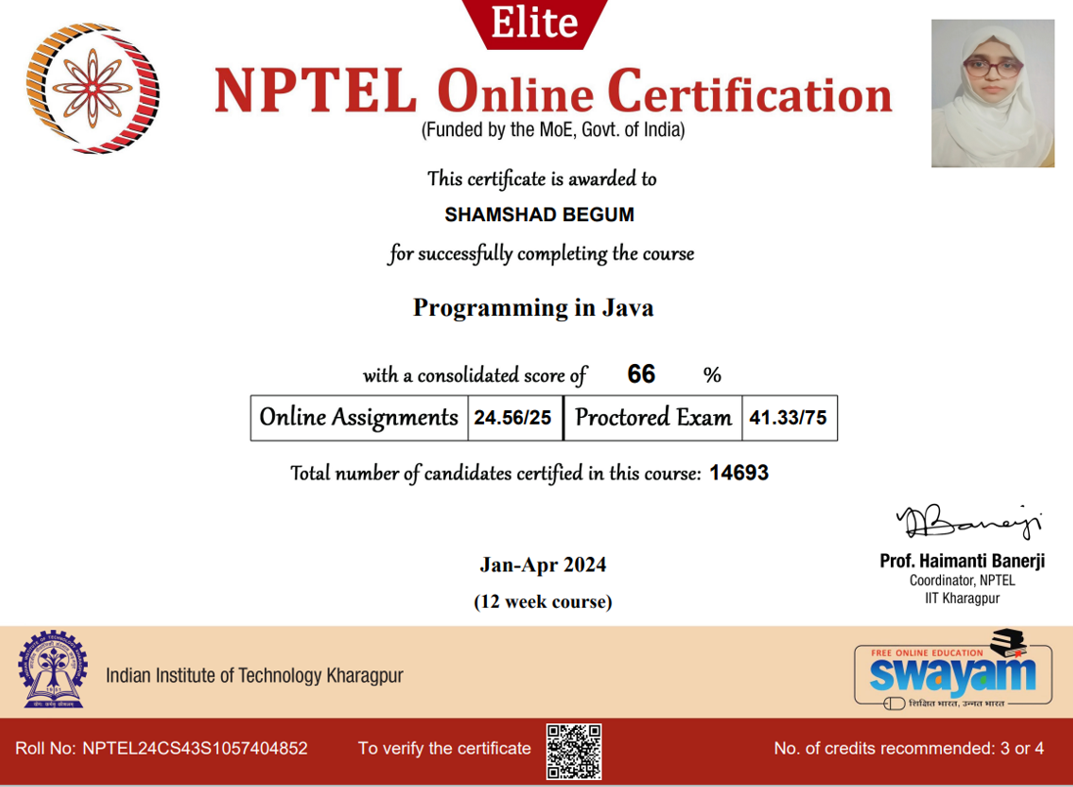 Elite
NPTEL Online Certification
(Funded by the MoE, Govt. of India)
This certificate is awarded to
SHAMSHAD BEGUM
for successfully completing the course
Programming in Java
with a consolidated score of 66 %
Online Assignments 24.56/25 Proctored Exam 41.33/75
Total number of candidates certified in this course: 14693
Jan-Apr 2024
(12 week course)
Prof. Haimanti Banerji
Coordinator, NPTEL
IIT Kharagpur
Indian Institute of Technology Kharagpur
FREE ONLINE EDUCATION
swayam
शिक्षित भारत, उन्नत भारत
Roll No: NPTEL24CS43S1057404852
To verify the certificate
No. of credits recommended: 3 or 4